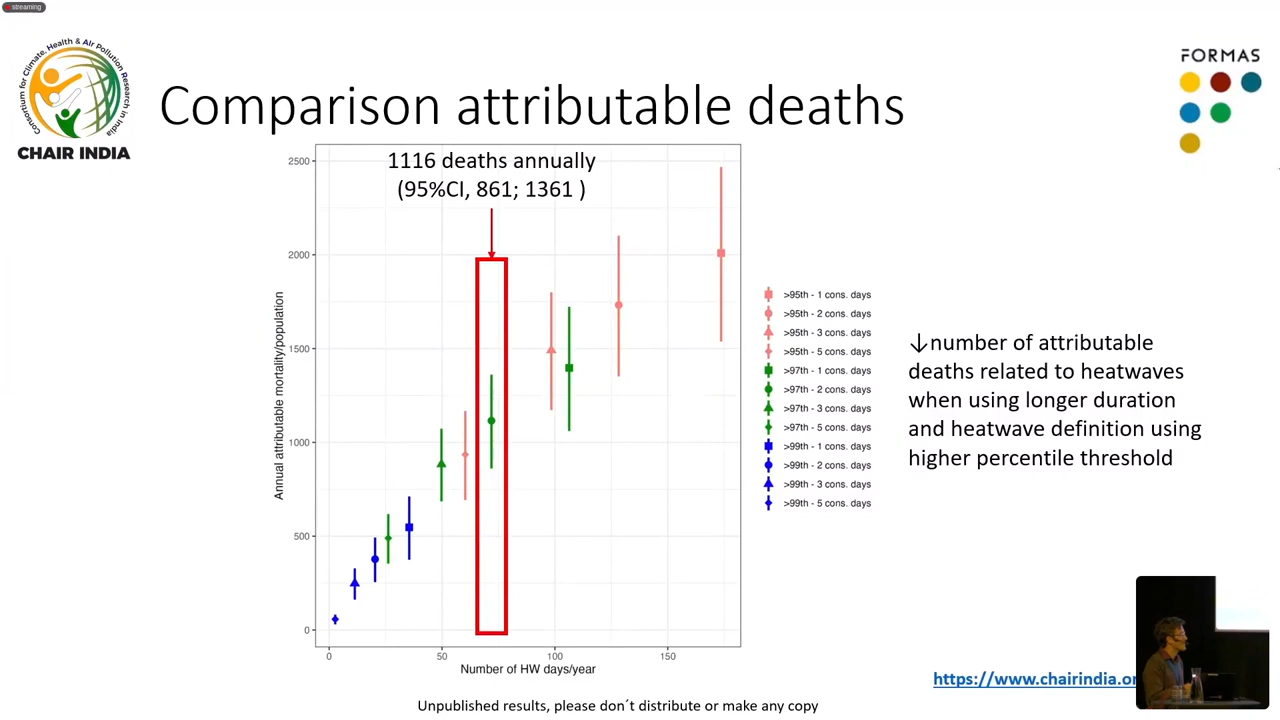 streaming
Consortium for Climate, Health & Air Pollution Research in India
CHAIR INDIA
Comparison attributable deaths
FORMAS
1116 deaths annually
(95%CI, 861; 1361 )
2500
2000
1500
1000
500
0
Annual attributable mortality/population
0 50 100 150
Number of HW days/year
>95th - 1 cons. days
>95th - 2 cons. days
>95th - 3 cons. days
>95th - 5 cons. days
>97th - 1 cons. days
>97th - 2 cons. days
>97th - 3 cons. days
>97th - 5 cons. days
>99th - 1 cons. days
>99th - 2 cons. days
>99th - 3 cons. days
>99th - 5 cons. days
↓number of attributable
deaths related to heatwaves
when using longer duration
and heatwave definition using
higher percentile threshold
https://www.chairindia.or
Unpublished results, please don´t distribute or make any copy